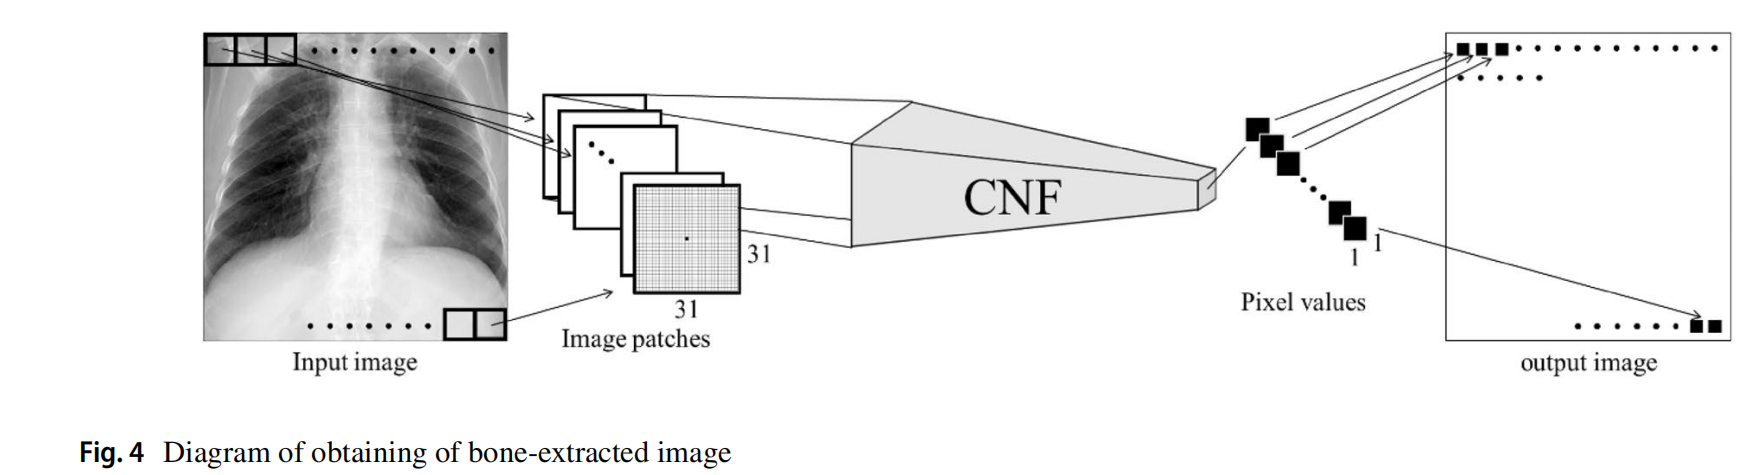 CNF
31
31
1
1
Pixel values
Image patches
Input image
output image
Fig. 4 Diagram of obtaining of bone-extracted image